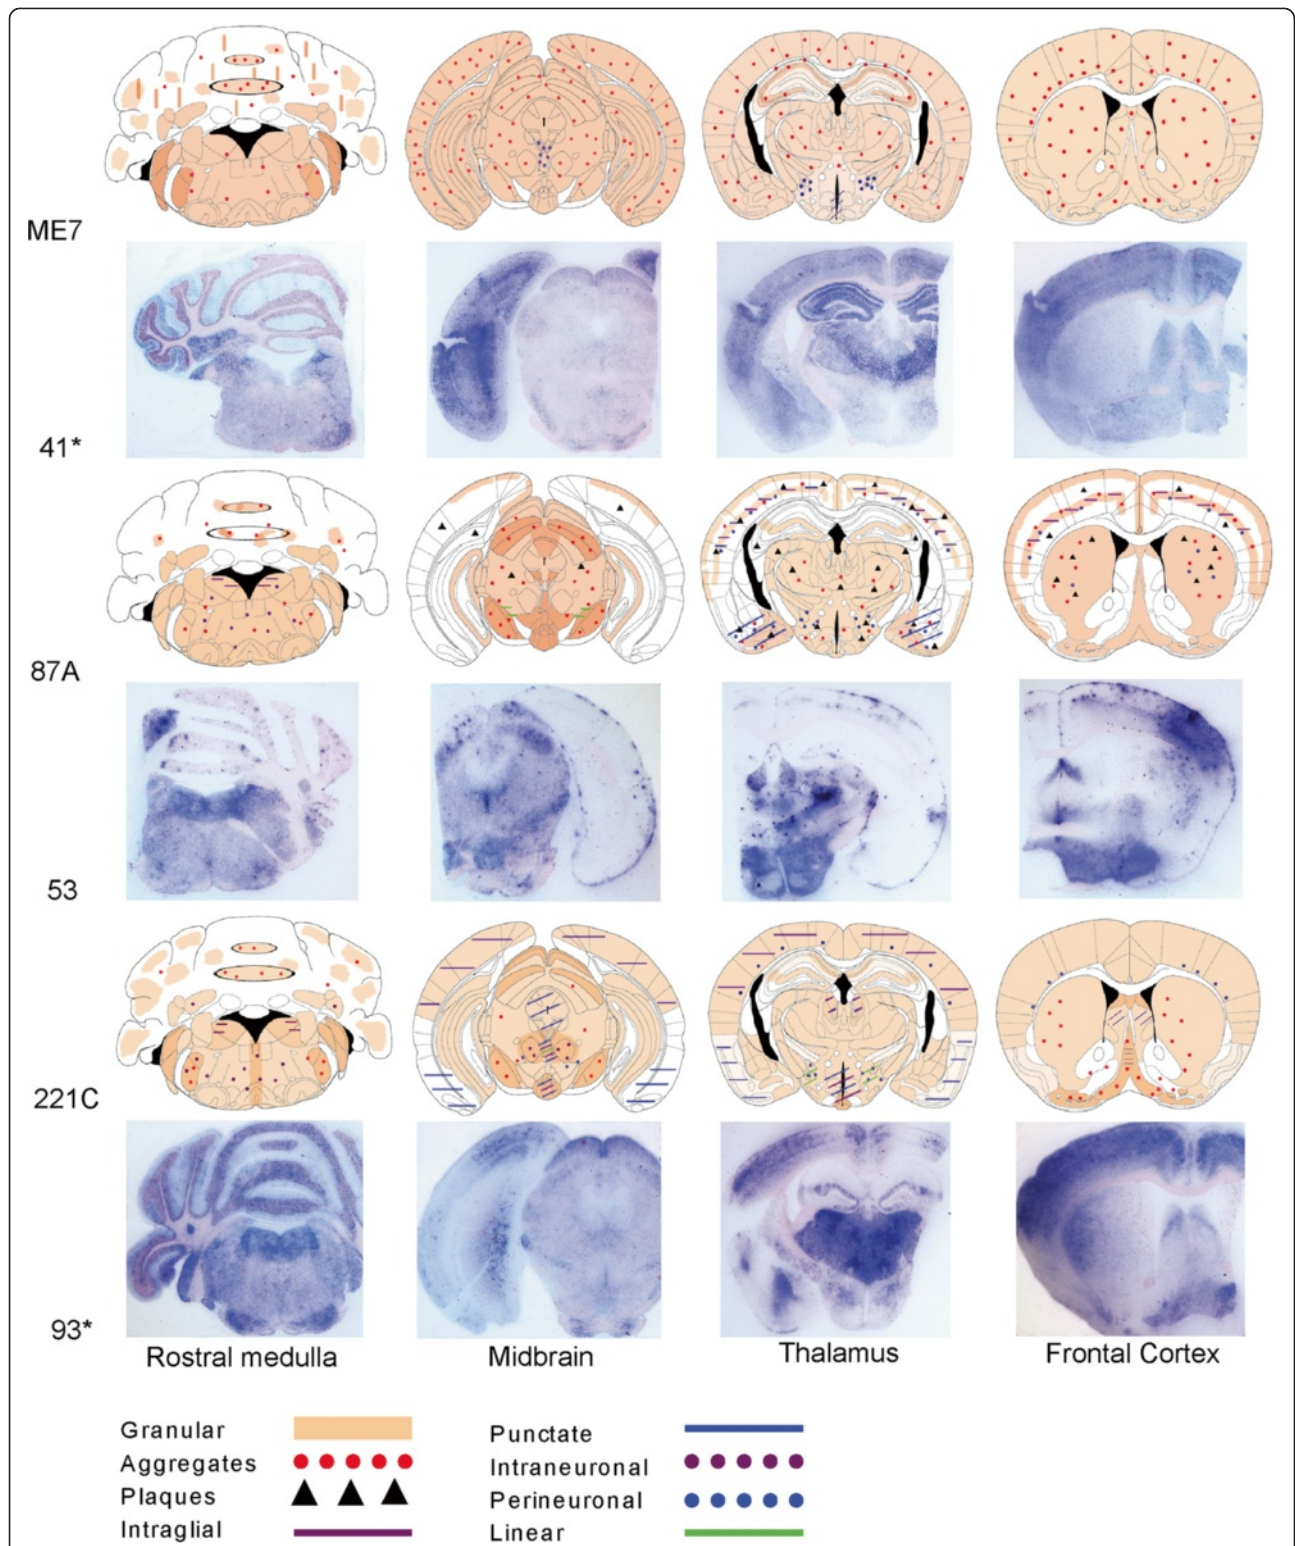 ME7
41*
87A
53
221C
93*
Rostral medulla Midbrain Thalamus Frontal Cortex
Granular Punctate
Aggregates Intraneuronal
Plaques Perineuronal
Intraglial Linear